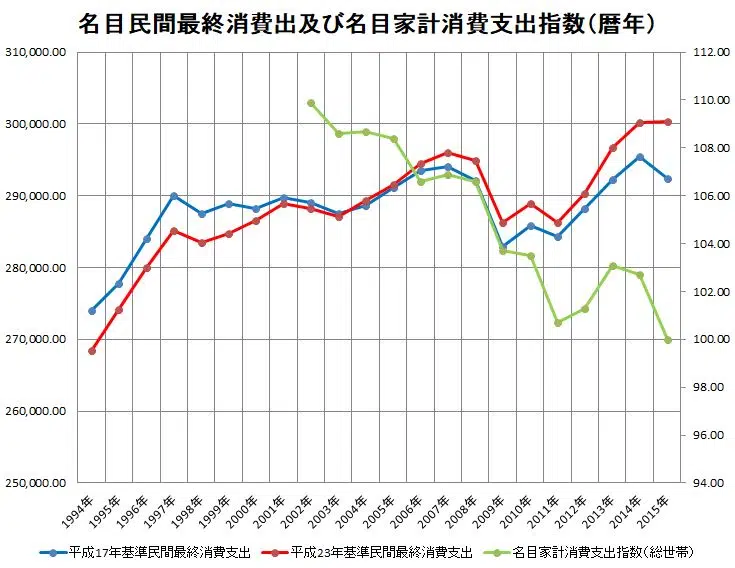 名目民間最終消費出及び名目家計消費支出指数(暦年)
310,000.00
300,000.00
290,000.00
280,000.00
270,000.00
260,000.00
250,000.00
112.00
110.00
108.00
106.00
104.00
102.00
100.00
98.00
96.00
94.00
1994年
1995年
1996年
1997年
1998年
1999年
2000年
2001年
2002年
2003年
2004年
2005年
2006年
2007年
2008年
2009年
2010年
2011年
2012年
2013年
2014年
2015年
平成17年基準民間最終消費支出
平成23年基準民間最終消費支出
名目家計消費支出指数(総世帯)